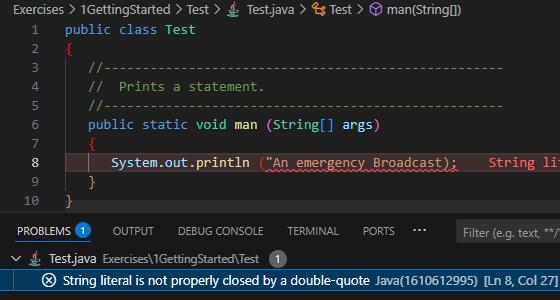 Exercises > 1GettingStarted > Test > Test.java > Test > man(String[])
1 public class Test
2 {
3 //--------------------------------------------------
4 // Prints a statement.
5 //--------------------------------------------------
6 public static void man (String[] args)
7 {
8 System.out.println ("An emergency Broadcast); String lit
9 }
10 }
PROBLEMS 1 OUTPUT DEBUG CONSOLE TERMINAL PORTS ... Filter (e.g. text, **/
Test.java Exercises\1GettingStarted\Test 1
String literal is not properly closed by a double-quote Java(1610612995) [Ln 8, Col 27]